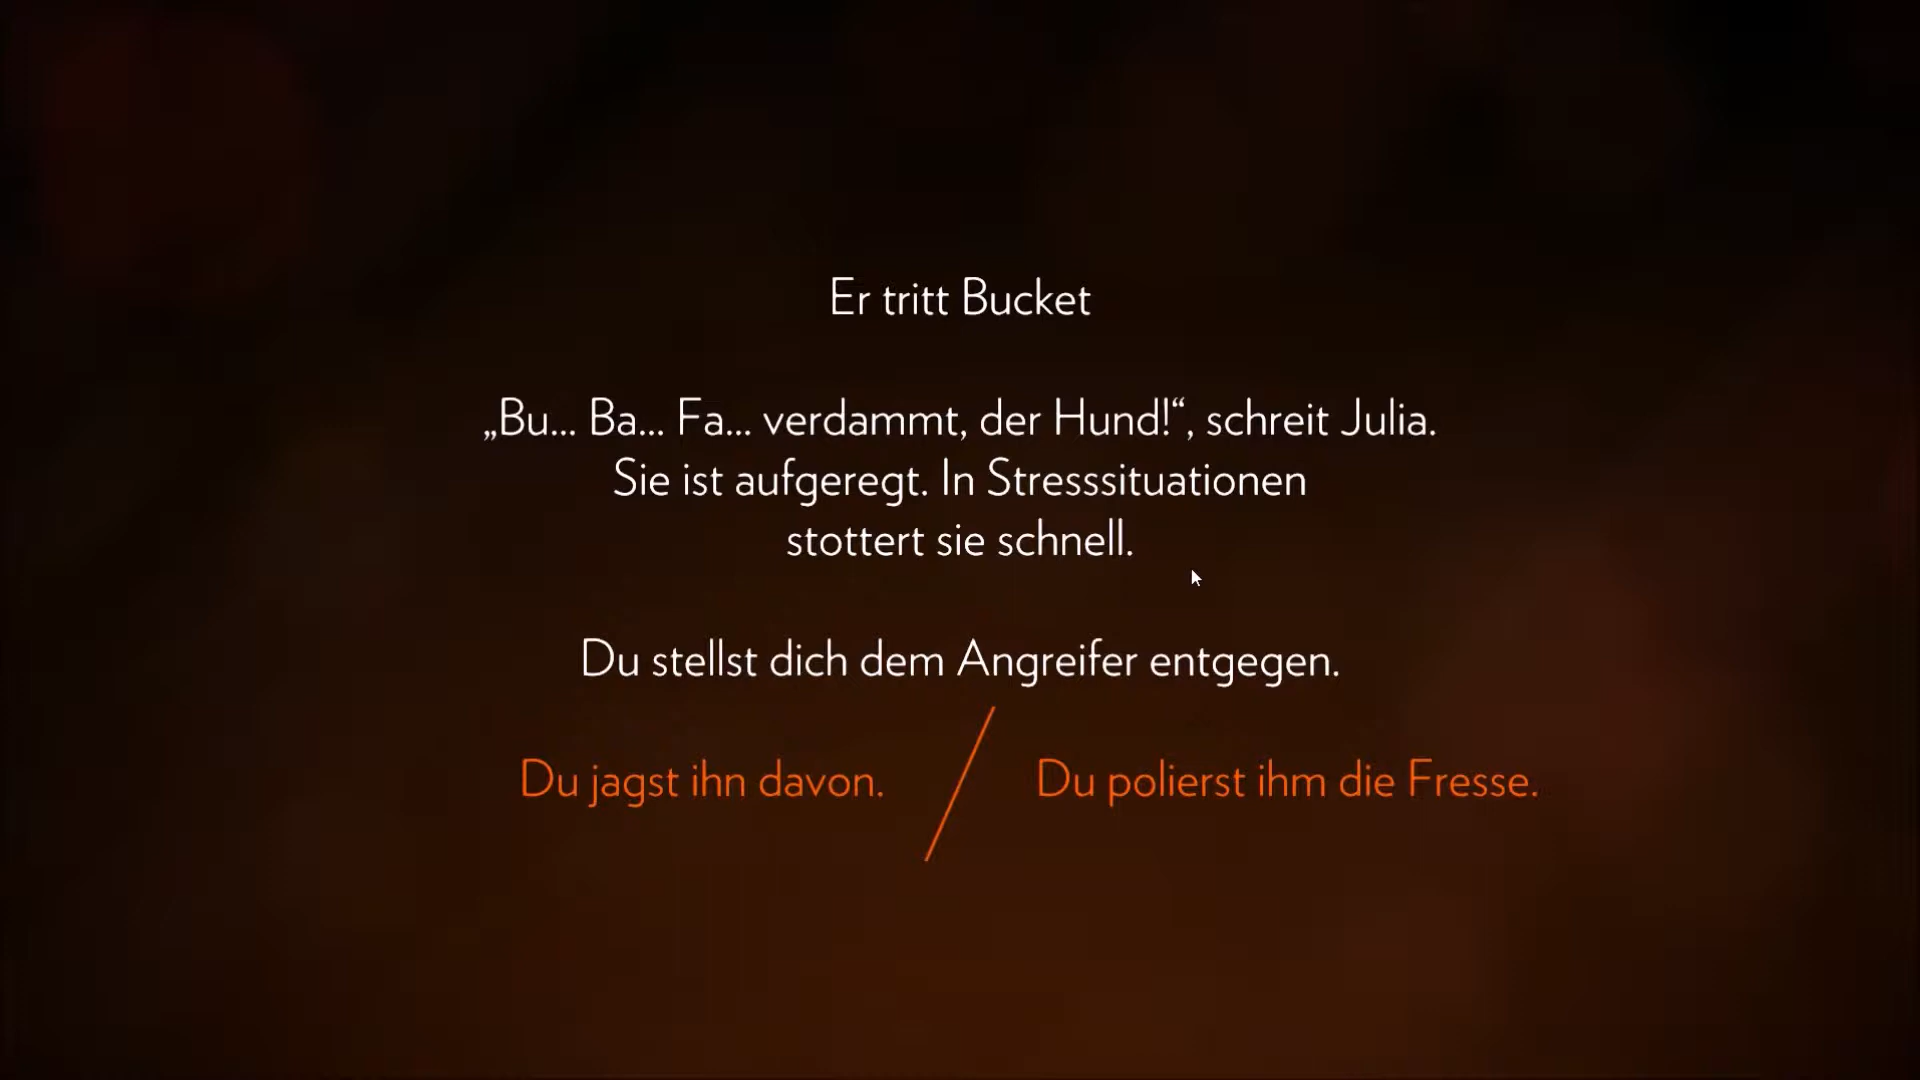 Er tritt Bucket
„Bu... Ba... Fa... verdammt, der Hund!“, schreit Julia.
Sie ist aufgeregt. In Stresssituationen
stottert sie schnell.
Du stellst dich dem Angreifer entgegen.
Du jagst ihn davon.
Du polierst ihm die Fresse.